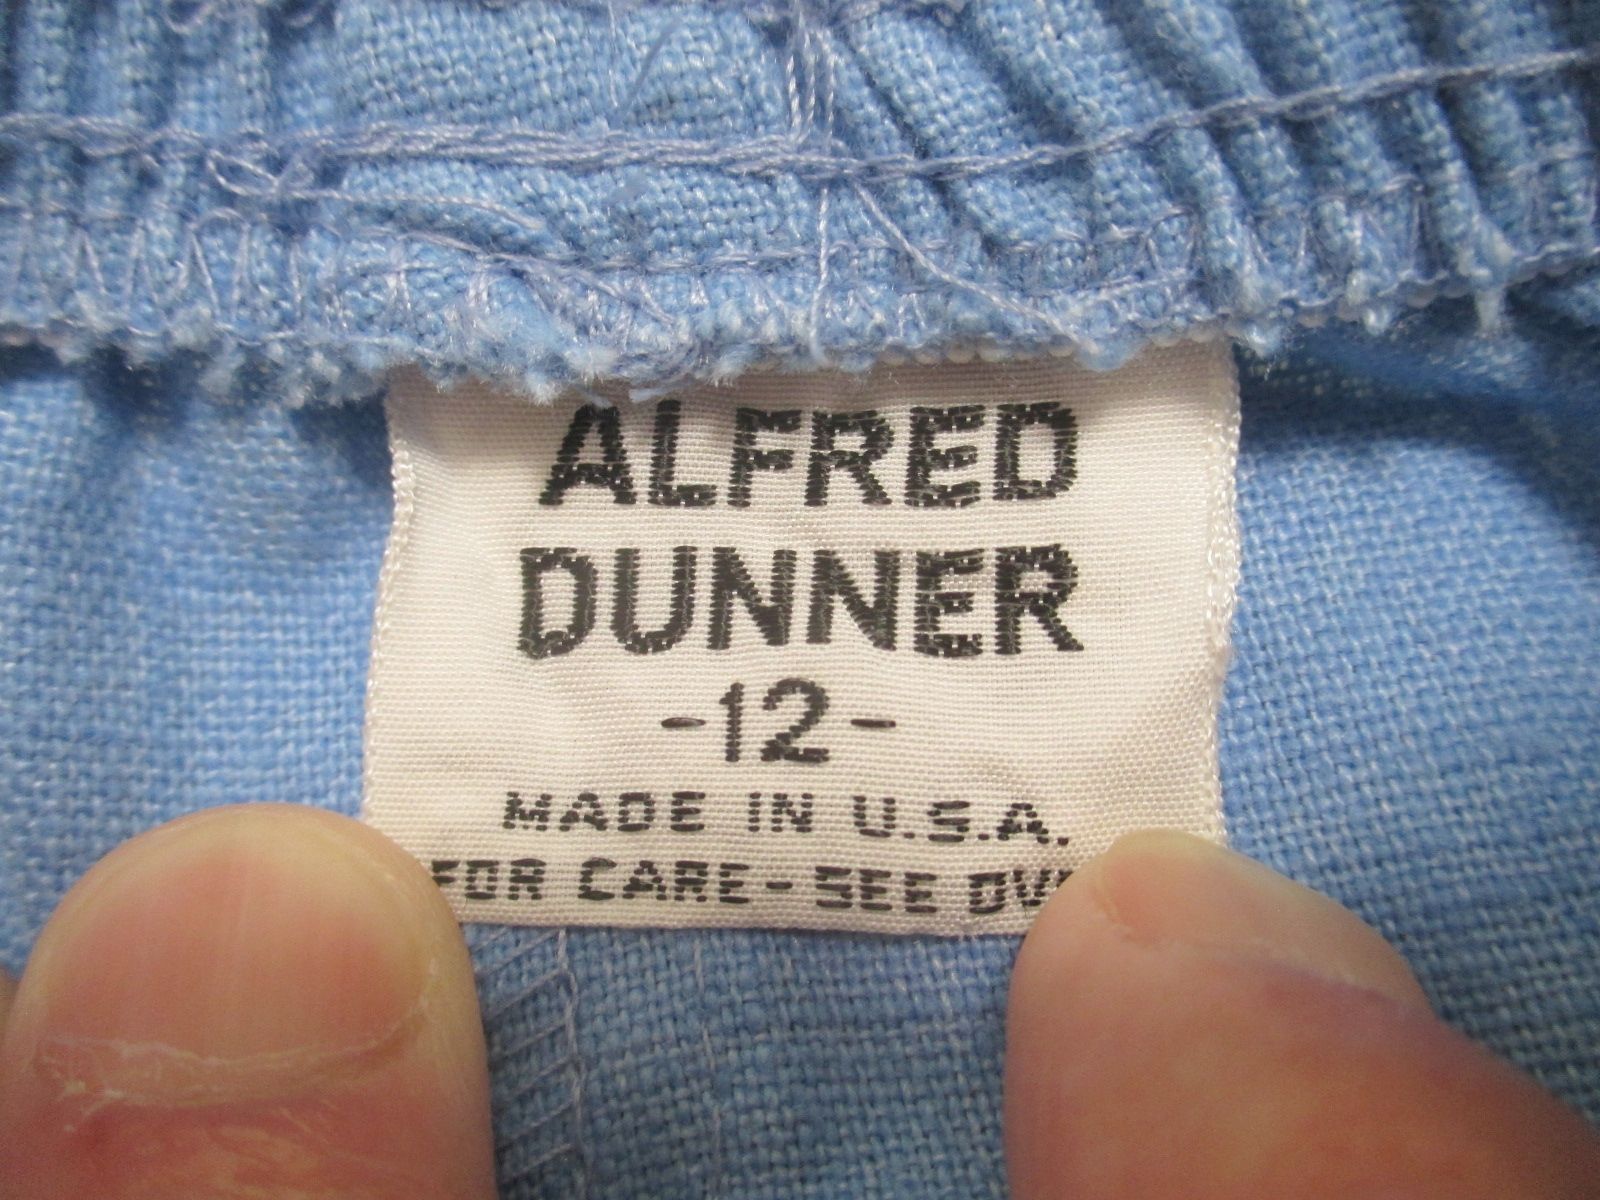 ALFRED
DUNNER
-12-
MADE IN U.S.A.
FOR CARE-SEE